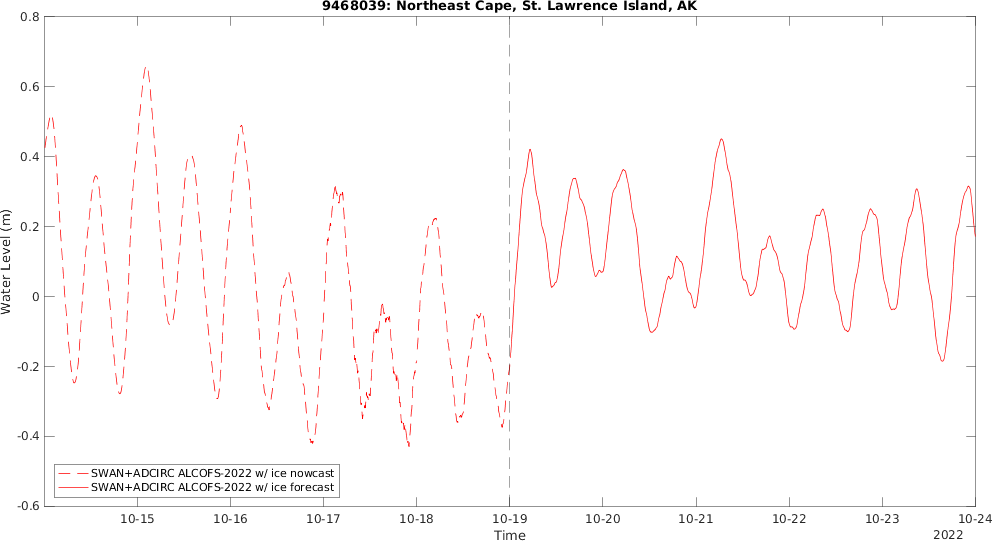 9468039: Northeast Cape, St. Lawrence Island, AK
0.8
0.6
0.4
0.2
0
-0.2
-0.4
-0.6
Water Level (m)
SWAN+ADCIRC ALCOFS-2022 w/ ice nowcast
SWAN+ADCIRC ALCOFS-2022 w/ ice forecast
10-15 10-16 10-17 10-18 10-19 10-20 10-21 10-22 10-23 10-24
Time
2022